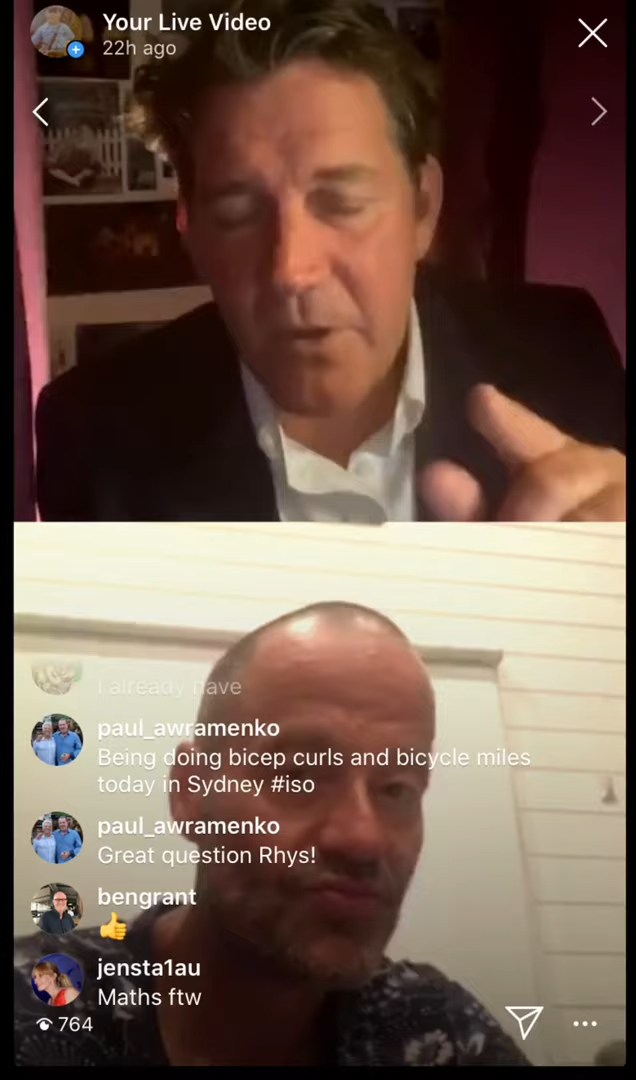 Your Live Video
22h ago
I already have
paul_awramenko
Being doing bicep curls and bicycle miles
today in Sydney #iso
paul_awramenko
Great question Rhys!
bengrant
👍
jensta1au
Maths ftw
764